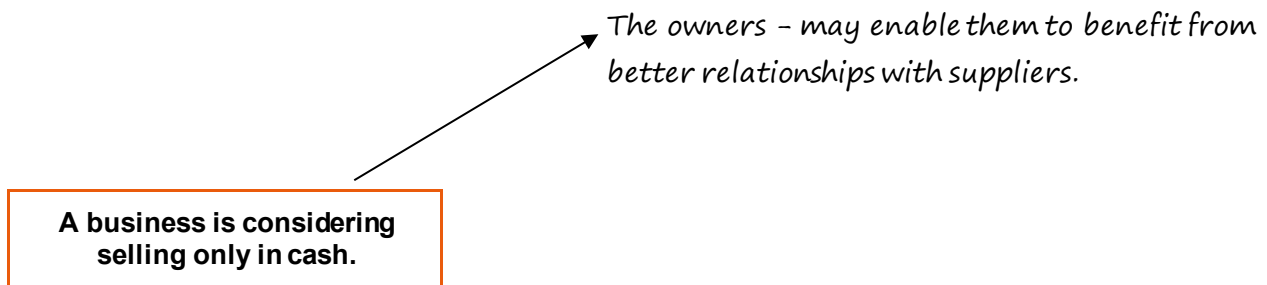 The owners - may enable them to benefit from
better relationships with suppliers.
A business is considering
selling only in cash.